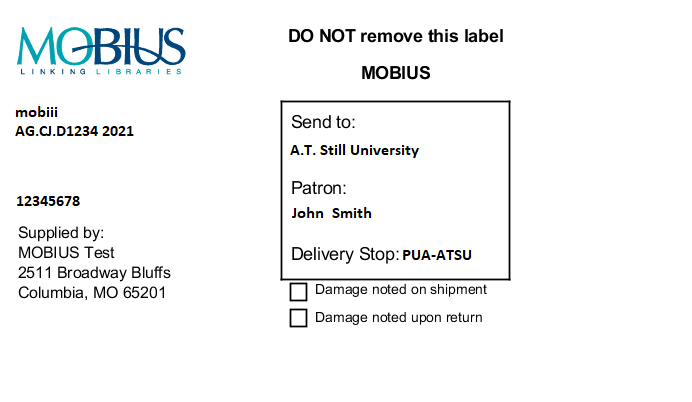 MOBIUS
LINKING LIBRARIES
DO NOT remove this label
MOBIUS
mobiii
AG.CJ.D1234 2021
12345678
Supplied by:
MOBIUS Test
2511 Broadway Bluffs
Columbia, MO 65201
Send to:
A.T. Still University
Patron:
John Smith
Delivery Stop: PUA-ATSU
Damage noted on shipment
Damage noted upon return